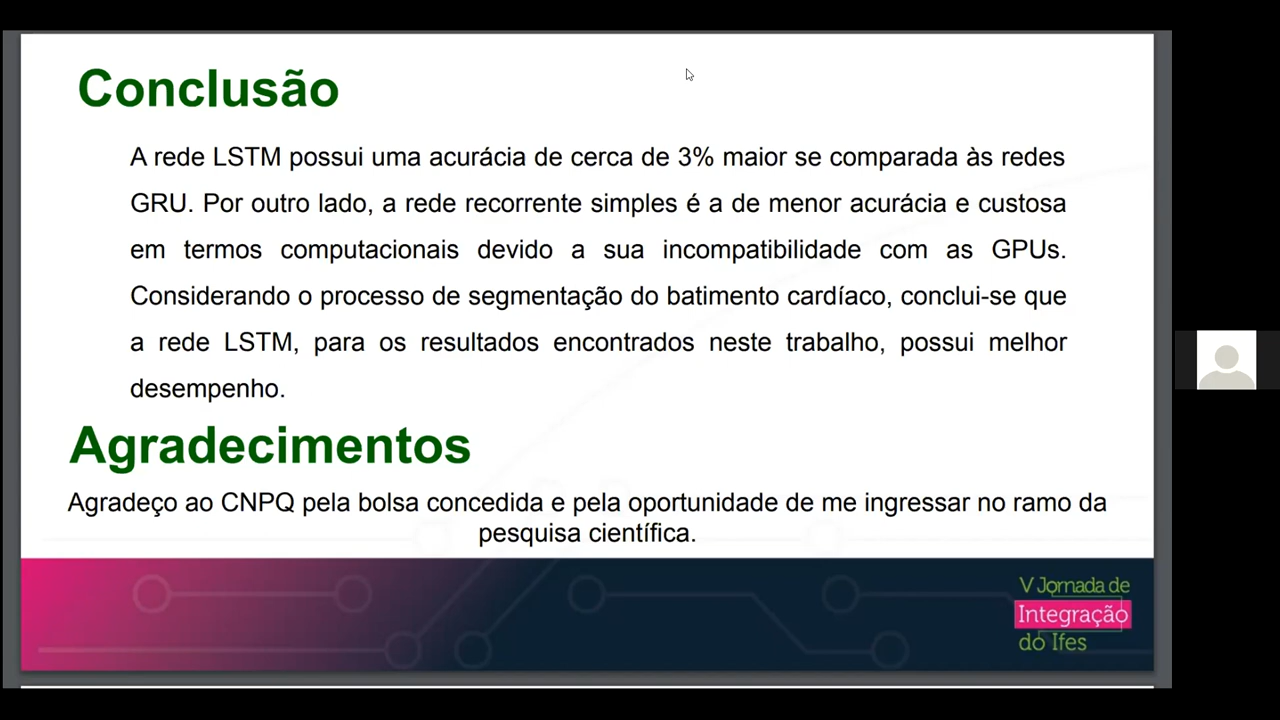 Conclusão
A rede LSTM possui uma acurácia de cerca de 3% maior se comparada às redes
GRU. Por outro lado, a rede recorrente simples é a de menor acurácia e custosa
em termos computacionais devido a sua incompatibilidade com as GPUs.
Considerando o processo de segmentação do batimento cardíaco, conclui-se que
a rede LSTM, para os resultados encontrados neste trabalho, possui melhor
desempenho.
Agradecimentos
Agradeço ao CNPQ pela bolsa concedida e pela oportunidade de me ingressar no ramo da
pesquisa científica.
V Jornada de
Integração
do Ifes